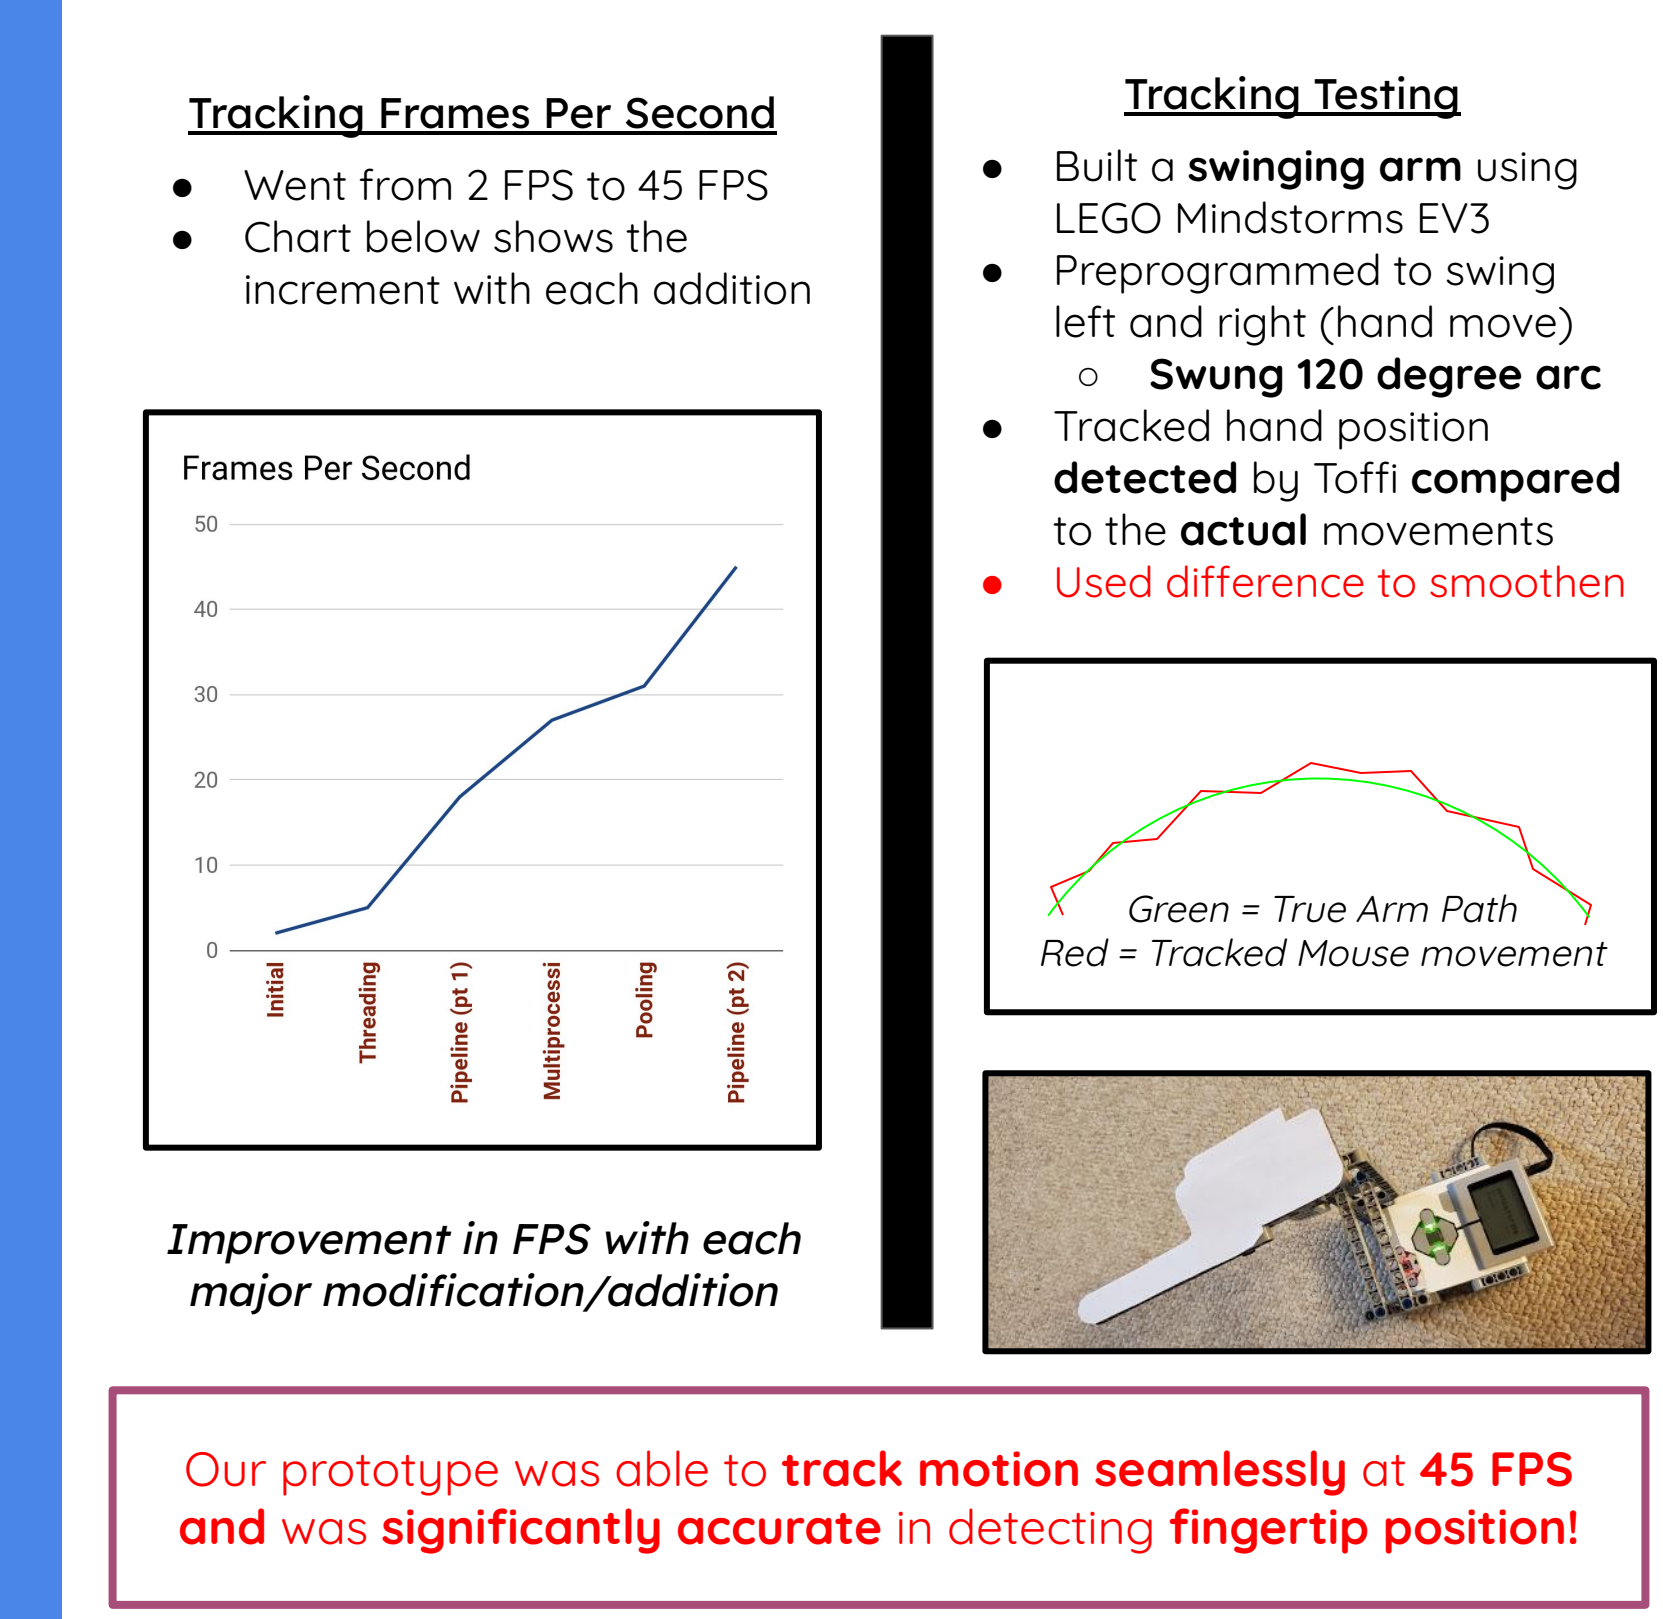 Tracking Frames Per Second
● Went from 2 FPS to 45 FPS
● Chart below shows the
increment with each addition
Frames Per Second
50
40
30
20
10
0
Initial
Threading
Pipeline (pt 1)
Multiprocessi
Pooling
Pipeline (pt 2)
Improvement in FPS with each
major modification/addition
Tracking Testing
● Built a swinging arm using
LEGO Mindstorms EV3
● Preprogrammed to swing
left and right (hand move)
○ Swung 120 degree arc
● Tracked hand position
detected by Toffi compared
to the actual movements
● Used difference to smoothen
Green = True Arm Path
Red = Tracked Mouse movement
Our prototype was able to track motion seamlessly at 45 FPS
and was significantly accurate in detecting fingertip position!